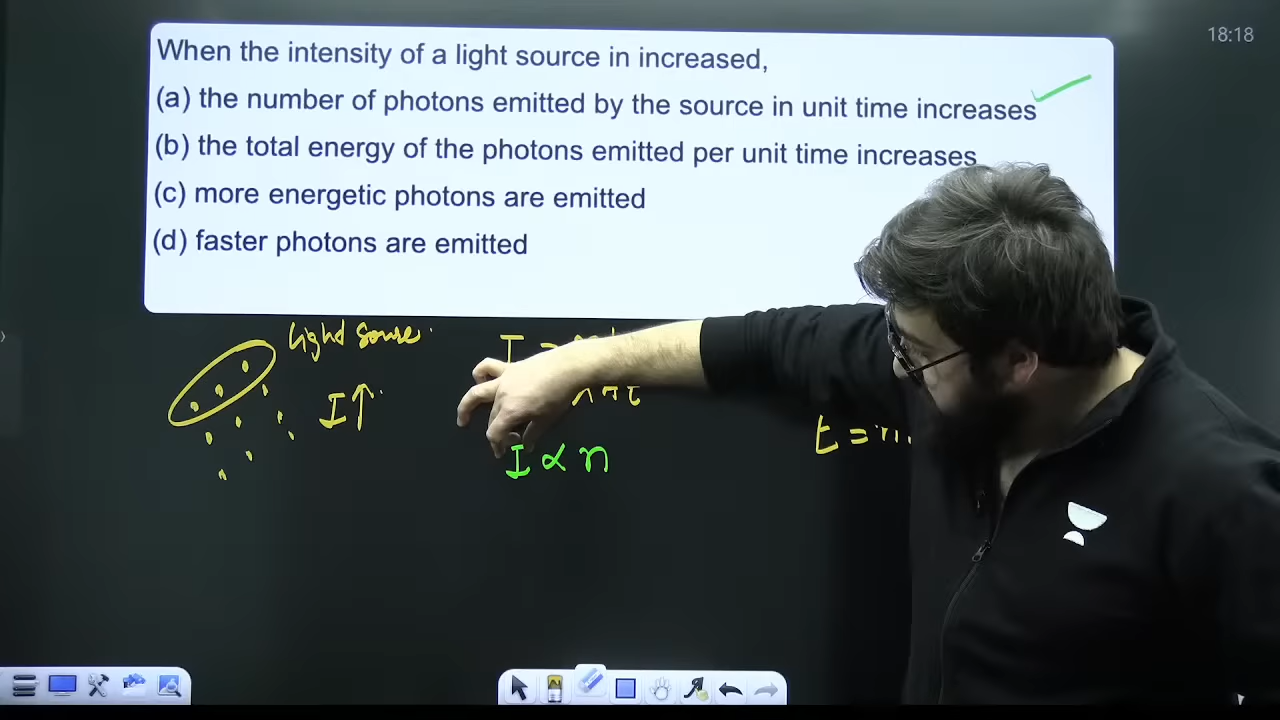 18:18
When the intensity of a light source in increased,
(a) the number of photons emitted by the source in unit time increases
(b) the total energy of the photons emitted per unit time increases
(c) more energetic photons are emitted
(d) faster photons are emitted
light source
I↑
I =
t =
I ∝ n